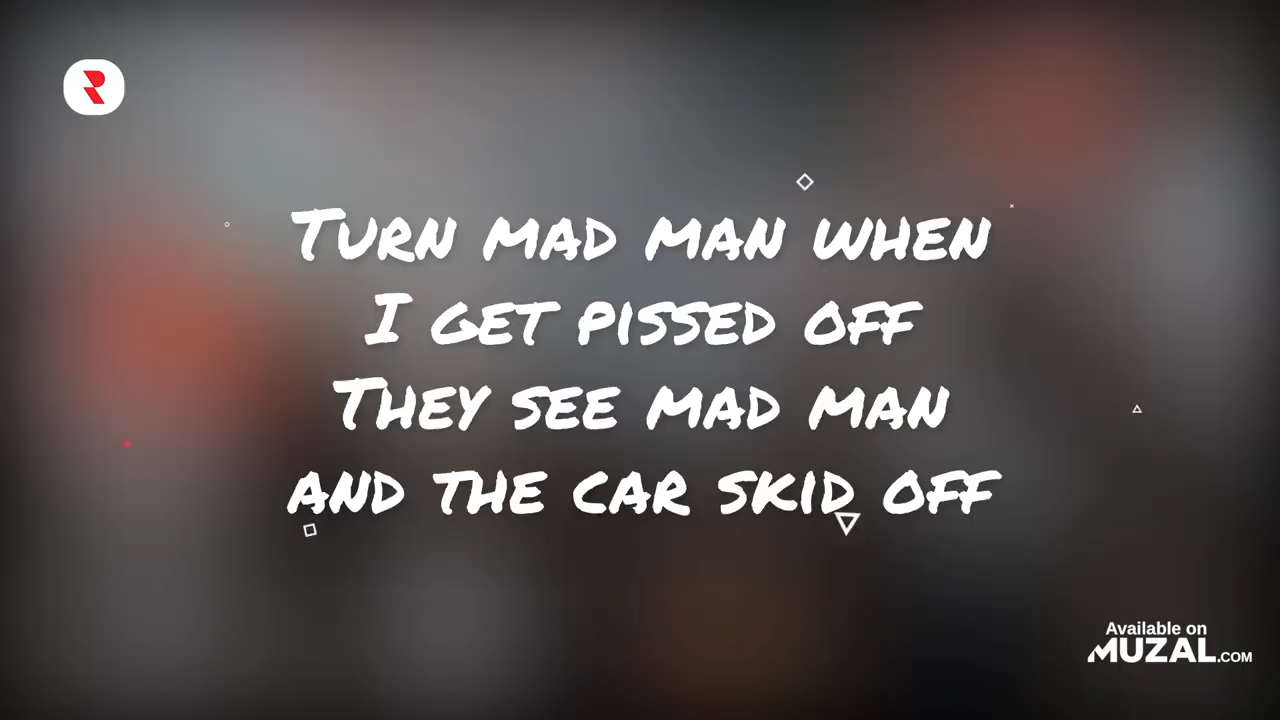 Turn mad man when
I get pissed off
They see mad man
and the car skid off
Available on
MUZAL.COM